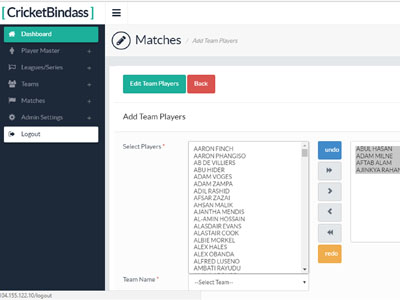 [ CricketBindass ]
Dashboard
Player Master +
Leagues/Series +
Teams +
Matches +
Admin Settings +
Logout
Matches / Add Team Players
Edit Team Players Back
Add Team Players
Select Players *
AARON FINCH
AARON PHANGISO
AB DE VILLIERS
ABU HIDER
ADAM VOGES
ADAM ZAMPA
ADIL RASHID
AFSAR ZAZAI
AHSAN MALIK
AJANTHA MENDIS
AL-AMIN HOSSAIN
ALASDAIR EVANS
ALASTAIR COOK
ALBIE MORKEL
ALEX HALES
ALEX OBANDA
ALFRED LUSENO
AMBATI RAYUDU
undo
redo
ABUL HASAN
ADAM MILNE
AFTAB ALAM
AJINKYA RAHAN
Team Name * --Select Team--
04.155.122.10/logout